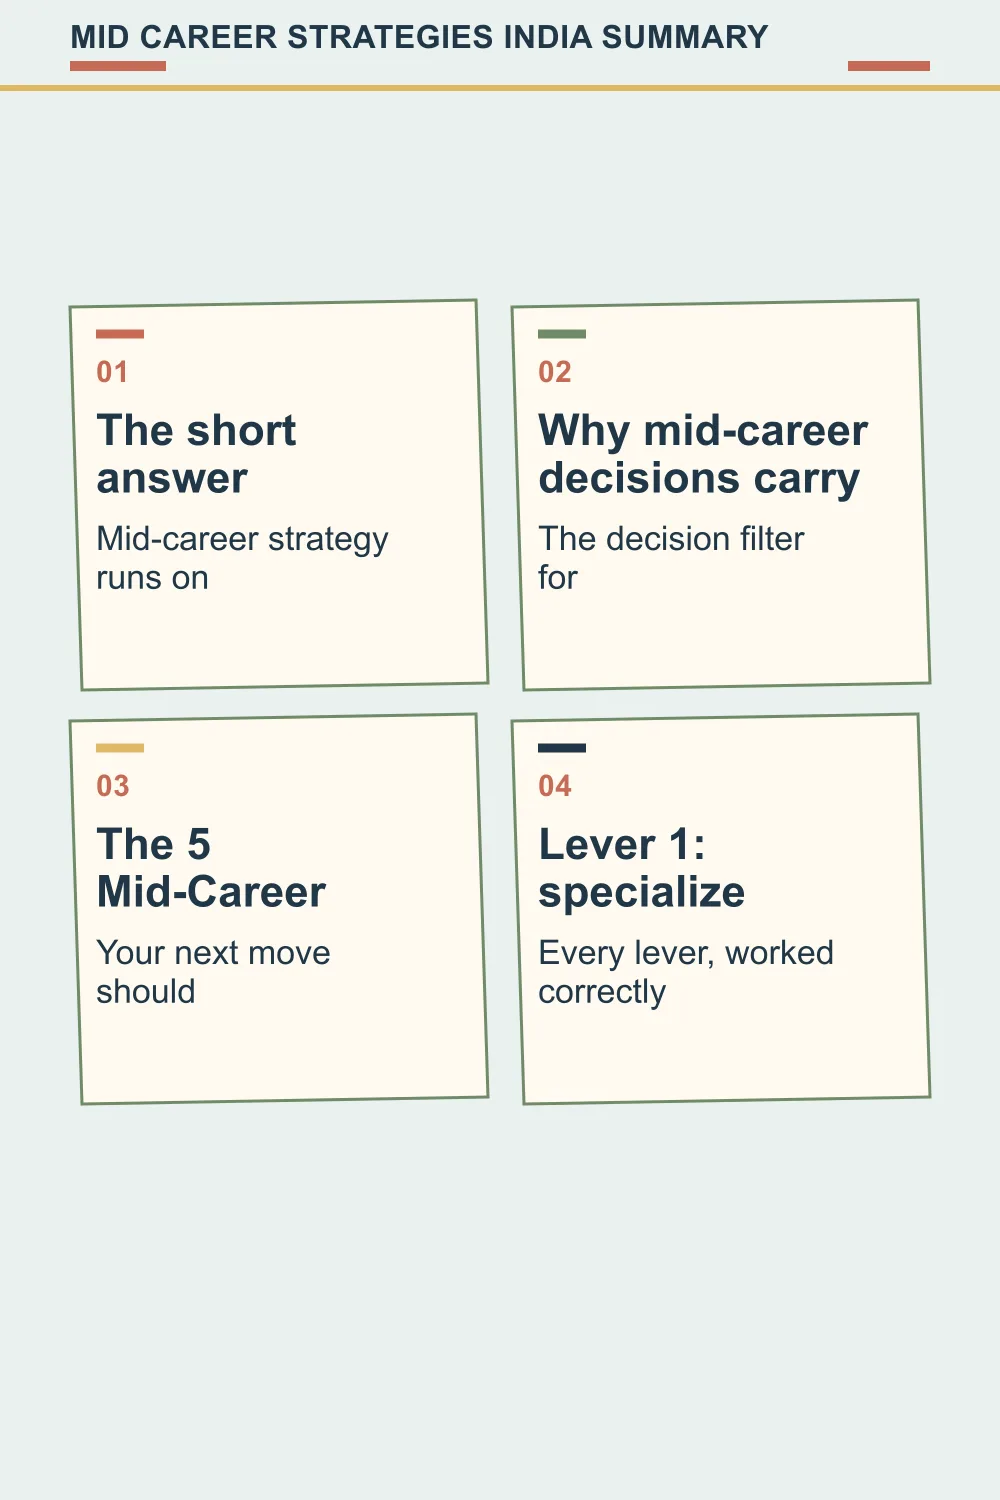 MID CAREER STRATEGIES INDIA SUMMARY
01
The short
answer
Mid-career strategy
runs on
02
Why mid-career
decisions carry
The decision filter
for
03
The 5
Mid-Career
Your next move
should
04
Lever 1:
specialize
Every lever, worked
correctly